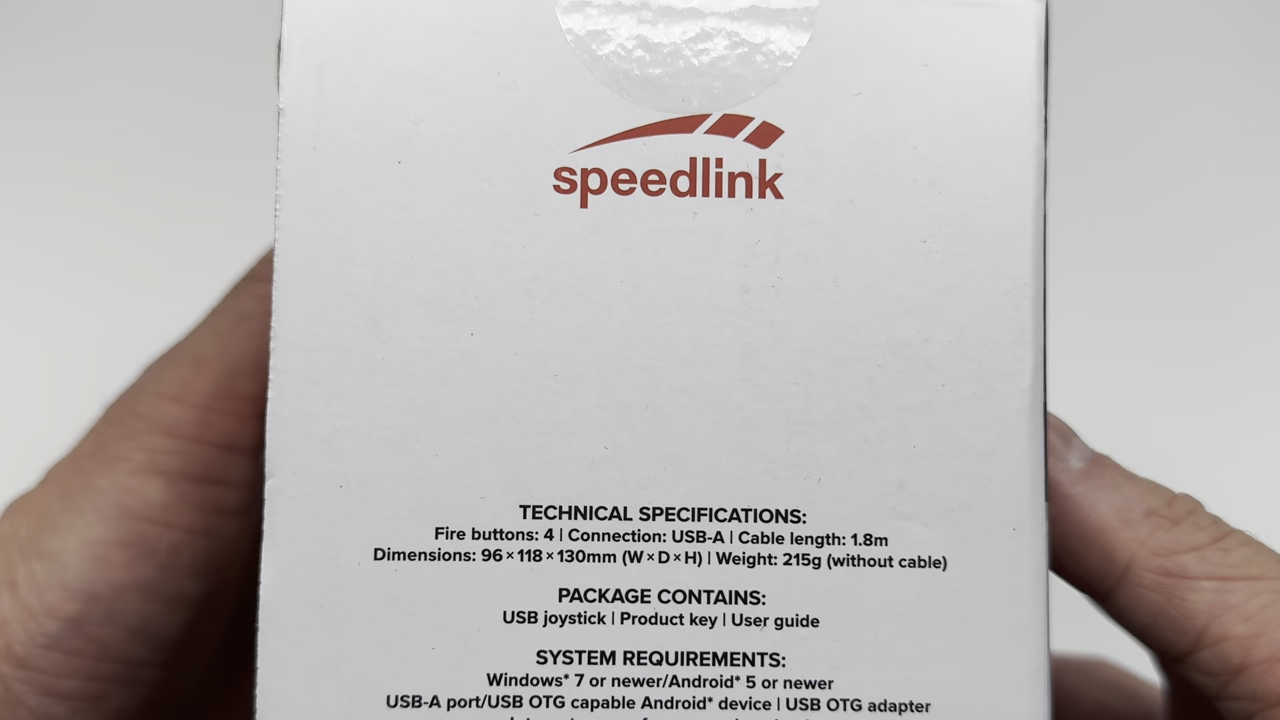 speedlink
TECHNICAL SPECIFICATIONS:
Fire buttons: 4 | Connection: USB-A | Cable length: 1.8m
Dimensions: 96×118×130mm (W×D×H) | Weight: 215g (without cable)
PACKAGE CONTAINS:
USB joystick | Product key | User guide
SYSTEM REQUIREMENTS:
Windows* 7 or newer/Android* 5 or newer
USB-A port/USB OTG capable Android* device | USB OTG adapter